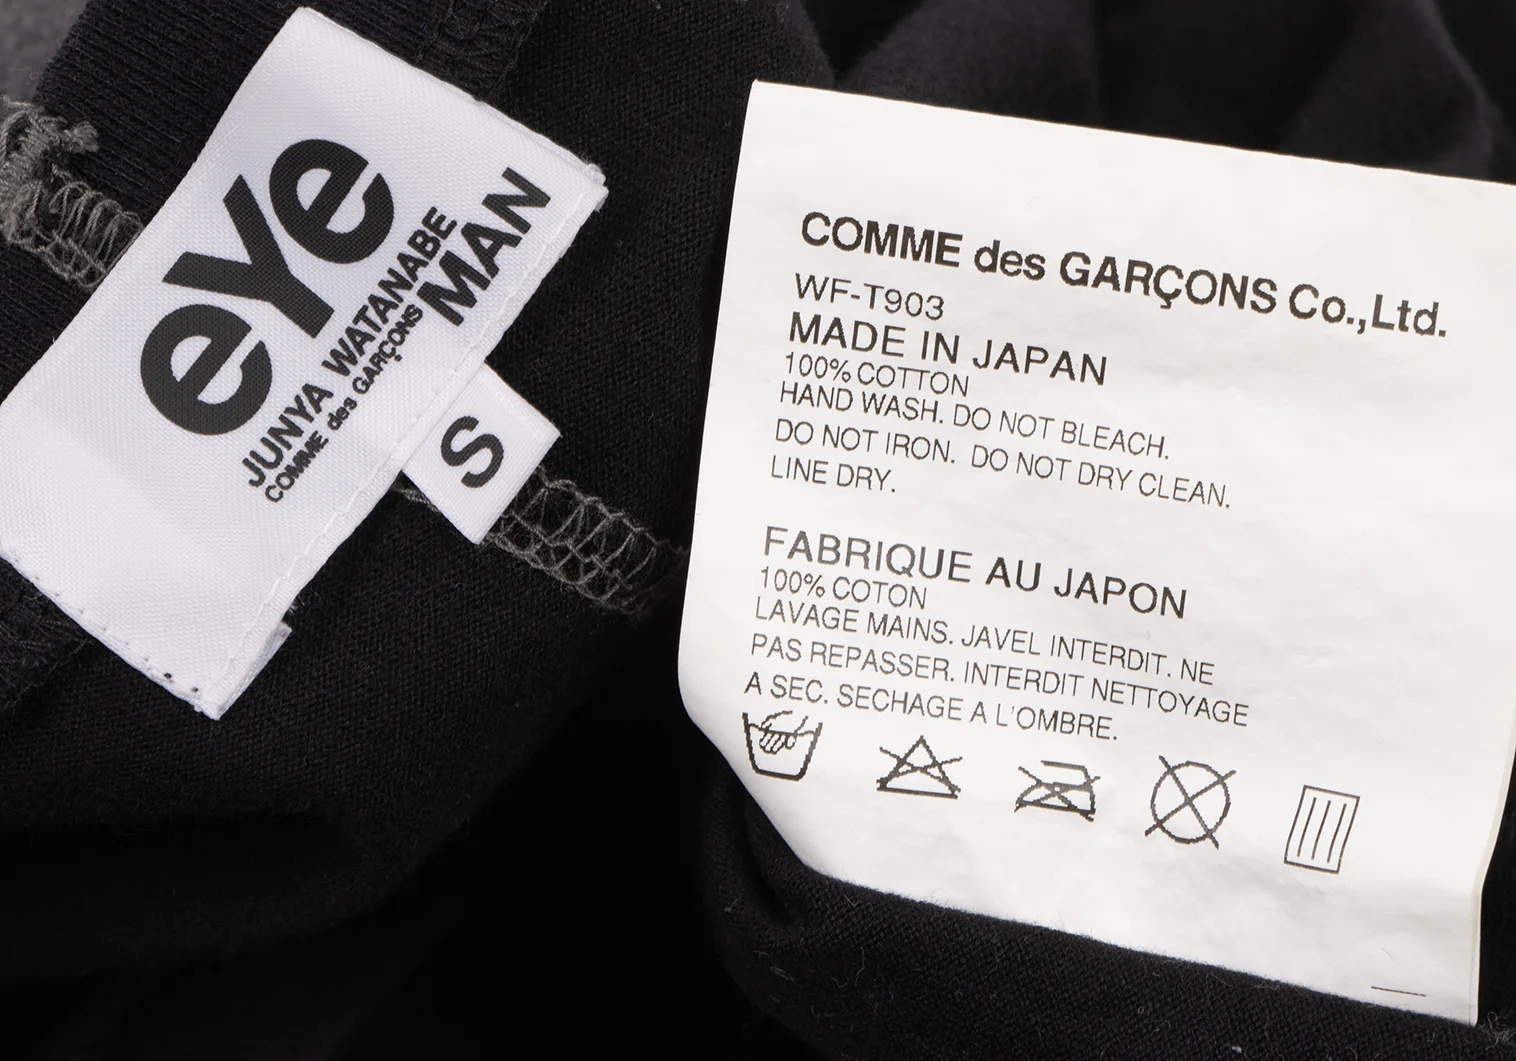 eYe
JUNYA WATANABE
COMME des GARÇONS
MAN
S
COMME des GARÇONS Co.,Ltd.
WF-T903
MADE IN JAPAN
100% COTTON
HAND WASH. DO NOT BLEACH.
DO NOT IRON. DO NOT DRY CLEAN.
LINE DRY.
FABRIQUE AU JAPON
100% COTON
LAVAGE MAINS. JAVEL INTERDIT. NE
PAS REPASSER. INTERDIT NETTOYAGE
A SEC. SECHAGE A L'OMBRE.